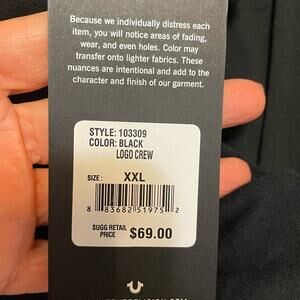 Because we individually distress each
item, you will notice areas of fading,
wear, and even holes. Color may
transfer onto lighter fabrics. These
nuances are intentional and add to the
character and finish of our garment.
STYLE: 103309
COLOR: BLACK
LOGO CREW
SIZE: XXL
8 83682 51975 2
SUGG RETAIL
PRICE $69.00